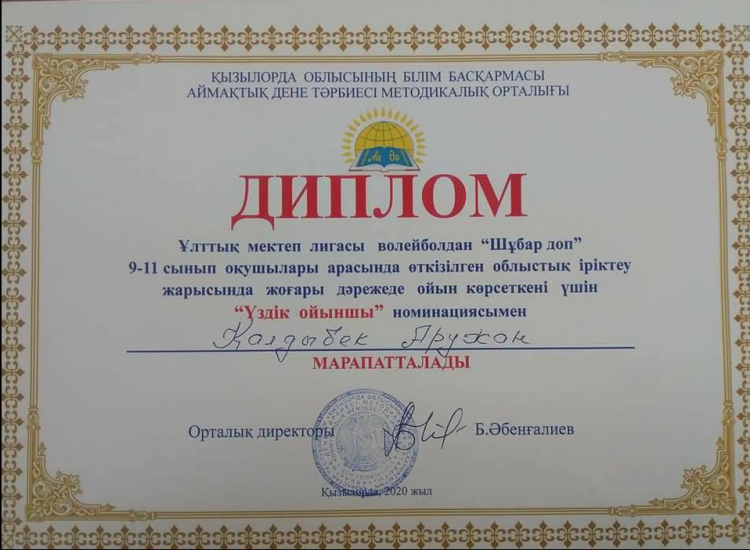 ҚЫЗЫЛОРДА ОБЛЫСЫНЫҢ БІЛІМ БАСҚАРМАСЫ
АЙМАҚТЫҚ ДЕНЕ ТӘРБИЕСІ МЕТОДИКАЛЫҚ ОРТАЛЫҒЫ
ДИПЛОМ
Ұлттық мектеп лигасы волейболдан “Шұбар доп”
9-11 сынып оқушылары арасында өткізілген облыстық іріктеу
жарысында жоғары дәрежеде ойын көрсеткені үшін
“Үздік ойыншы” номинациясымен
Қалдыбек Аружан
МАРАПАТТАЛАДЫ
Орталық директоры Б.Әбенғалиев
Қызылорда, 2020 жыл